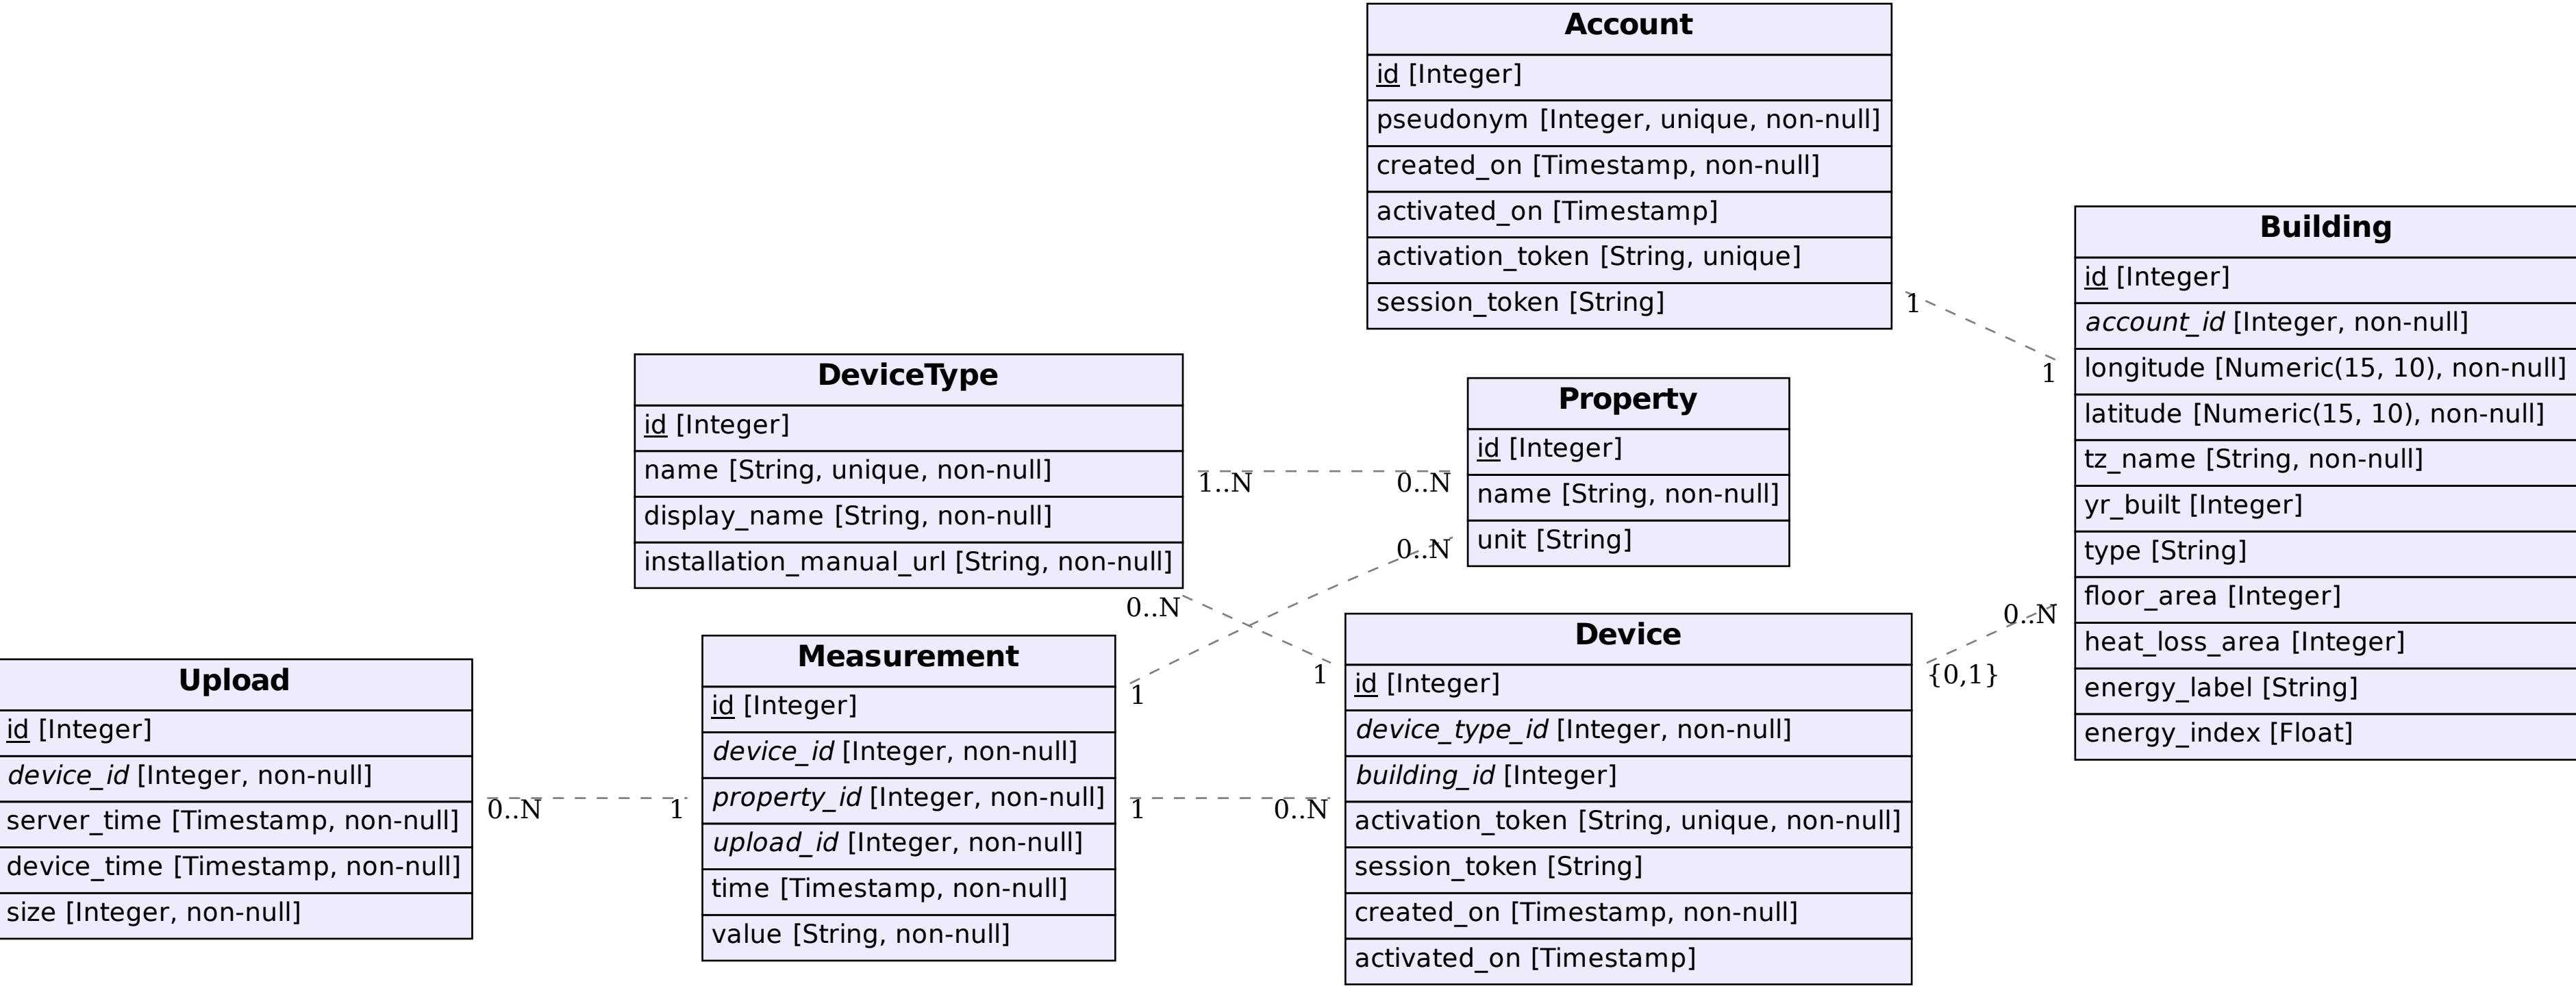 Account
id [Integer]
pseudonym [Integer, unique, non-null]
created_on [Timestamp, non-null]
activated_on [Timestamp]
activation_token [String, unique]
session_token [String]
1
1
Building
id [Integer]
account_id [Integer, non-null]
longitude [Numeric(15, 10), non-null]
latitude [Numeric(15, 10), non-null]
tz_name [String, non-null]
yr_built [Integer]
type [String]
floor_area [Integer]
heat_loss_area [Integer]
energy_label [String]
energy_index [Float]
DeviceType
id [Integer]
name [String, unique, non-null]
display_name [String, non-null]
installation_manual_url [String, non-null]
1..N
0..N
Property
id [Integer]
name [String, non-null]
unit [String]
0..N
0..N
1
1
0..N
{0,1}
Upload
id [Integer]
device_id [Integer, non-null]
server_time [Timestamp, non-null]
device_time [Timestamp, non-null]
size [Integer, non-null]
0..N
1
Measurement
id [Integer]
device_id [Integer, non-null]
property_id [Integer, non-null]
upload_id [Integer, non-null]
time [Timestamp, non-null]
value [String, non-null]
1
0..N
Device
id [Integer]
device_type_id [Integer, non-null]
building_id [Integer]
activation_token [String, unique, non-null]
session_token [String]
created_on [Timestamp, non-null]
activated_on [Timestamp]